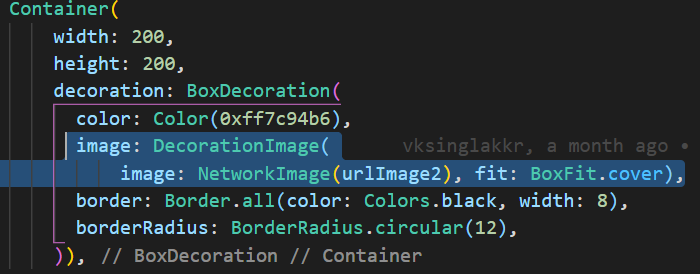 Container(
width: 200,
height: 200,
decoration: BoxDecoration(
color: Color(0xff7c94b6),
image: DecorationImage( vksinglakkr, a month ago •
image: NetworkImage(urlImage2), fit: BoxFit.cover),
border: Border.all(color: Colors.black, width: 8),
borderRadius: BorderRadius.circular(12),
)), // BoxDecoration // Container